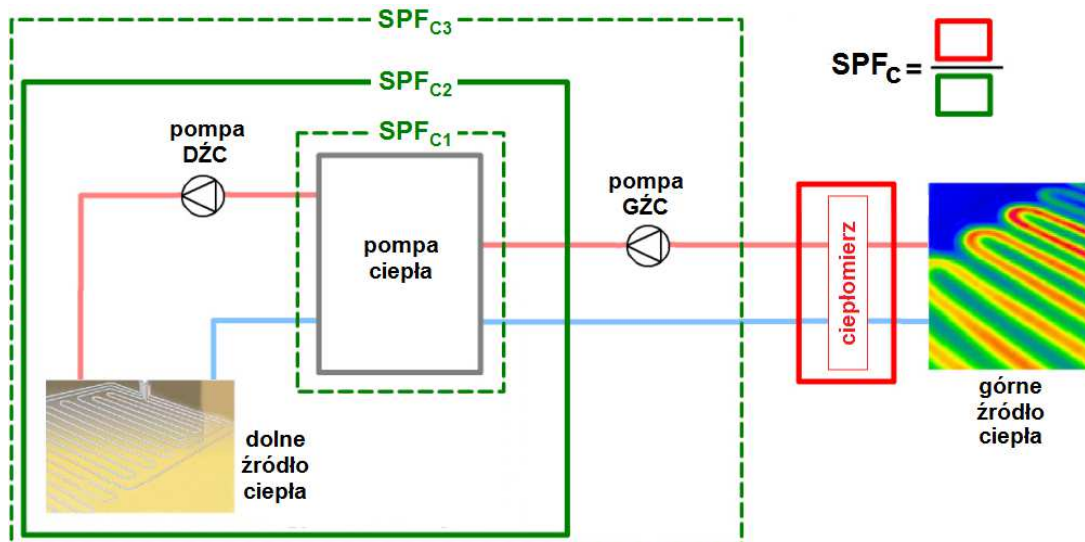 SPFC3
SPFC2
SPFC1
SPFC =
pompa
DŹC
pompa
GŹC
pompa
ciepła
ciepłomierz
dolne
źródło
ciepła
górne
źródło
ciepła